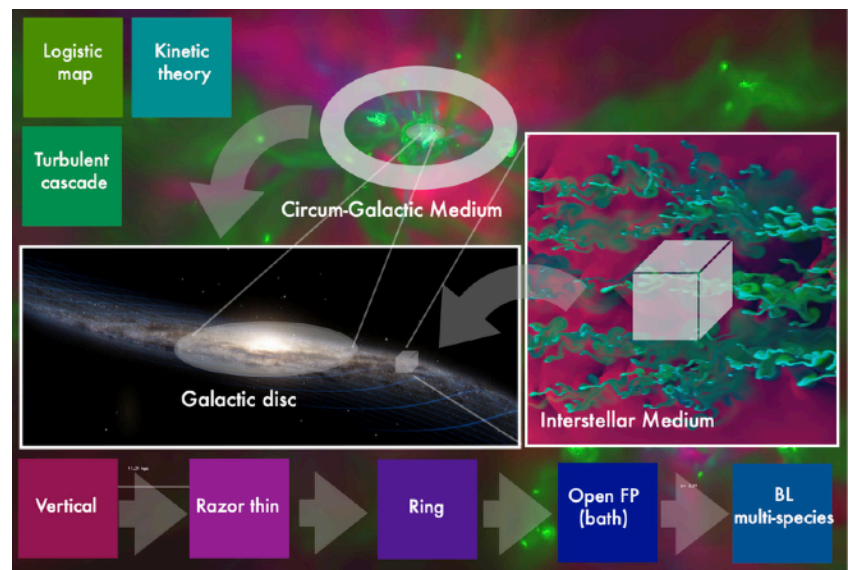 Logistic
map
Kinetic
theory
Turbulent
cascade
Circum-Galactic Medium
Galactic disc
Interstellar Medium
Vertical
Razor thin
Ring
Open FP
(bath)
BL
multi-species